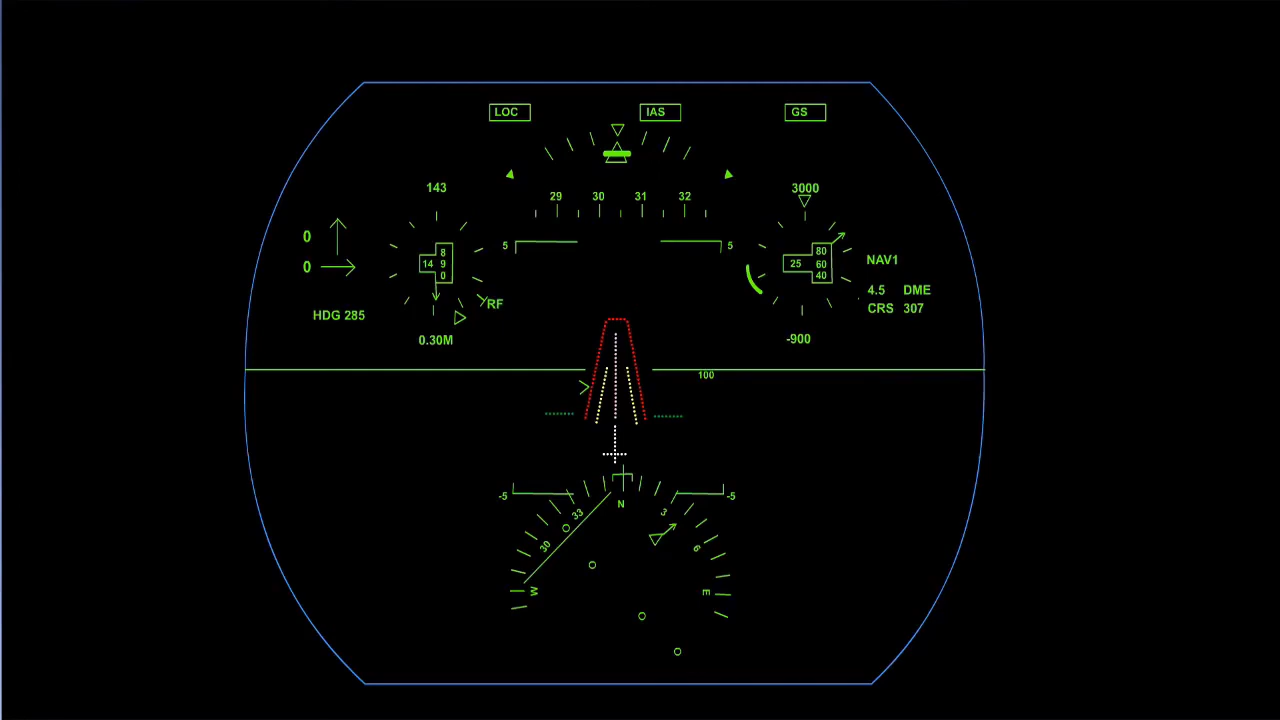 LOC IAS GS
143 3000
29 30 31 32
0
5 5
8
14 9
0
80
25 60
40
NAV1
0
4.5 DME
RF
CRS 307
HDG 285
0.30M -900
100
-5 -5
N
33 3
30 6
W E